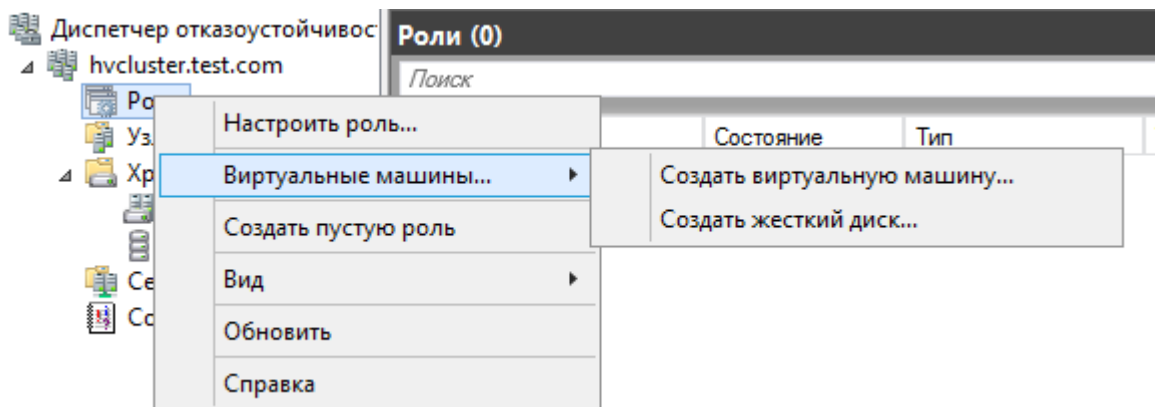 Диспетчер отказоустойчивос
Роли (0)
hvcluster.test.com
Поиск
Настроить роль...
Состояние
Тип
Виртуальные машины...
Создать виртуальную машину...
Создать жесткий диск...
Создать пустую роль
Вид
Обновить
Справка